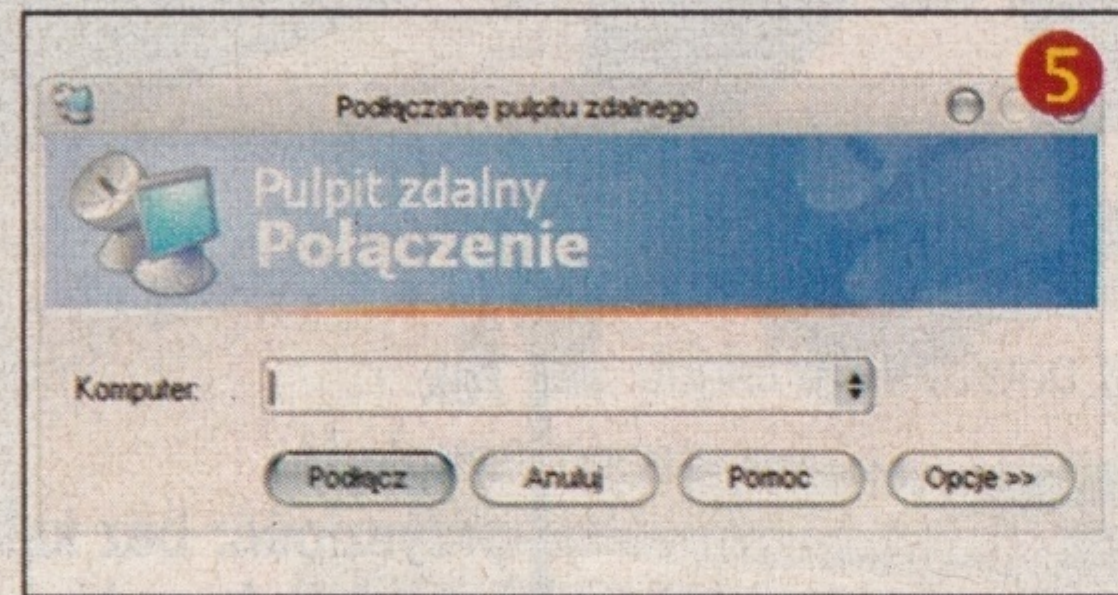 5
Podłączanie pulpitu zdalnego
Pulpit zdalny
Połączenie
Komputer:
Podłącz Anuluj Pomoc Opcje >>